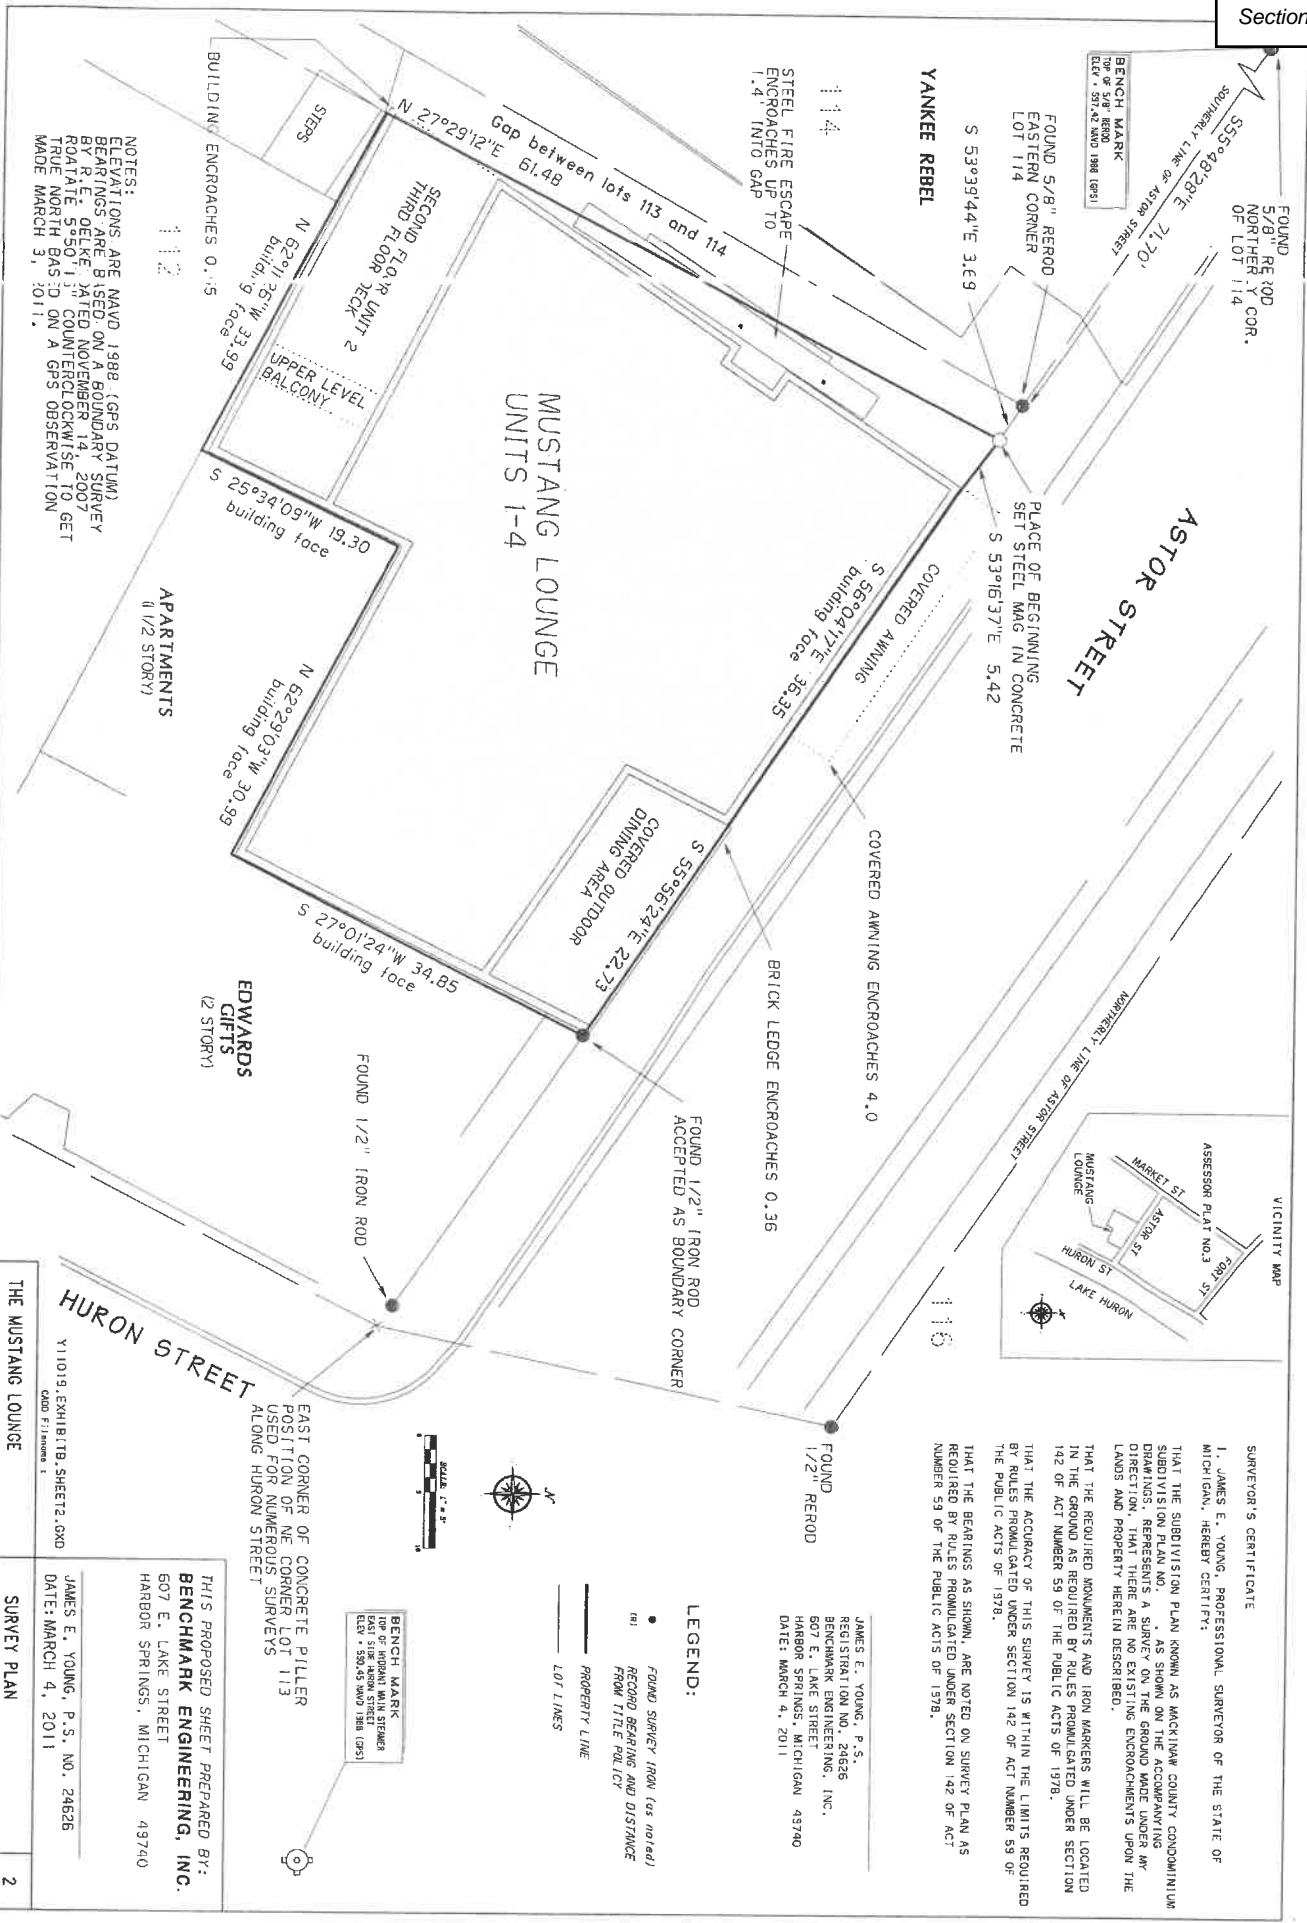 Section
FOUND
5/8" REROD
NORTHERLY COR.
OF LOT 114
S55°48'28"E 71.70'
SOUTHERLY LINE OF ASTOR STREET
BENCH MARK
TOP OF 5/8" REROD
ELEV = 597.42 NAVD 1988 (GPS)
FOUND 5/8" REROD
EASTERN CORNER
LOT 114
S 53°39'44"E 3.69
YANKEE REBEL
114
STEEL FIRE ESCAPE
ENCROACHES UP TO
1.4' INTO GAP
Gap between lots 113 and 114
N 27°29'12"E 61.48
STEPS
BUILDING ENCROACHES
SECOND FLOOR UNIT 2
THIRD FLOOR DECK
UPPER LEVEL
BALCONY
N 62°11' W 33.99
building face
112
NOTES:
ELEVATIONS ARE NAVD 1988 (GPS DATUM)
BEARINGS ARE BASED ON A BOUNDARY SURVEY
BY R.E. DELKE DATED NOVEMBER 14, 2007
ROATATE 5°50' COUNTERCLOCKWISE TO GET
TRUE NORTH BASED ON A GPS OBSERVATION
MADE MARCH 3, 2011.
MUSTANG LOUNGE
UNITS 1-4
S 25°34'09"W 19.30
building face
APARTMENTS
(1 1/2 STORY)
N 62°29'03"W 30.99
building face
ASTOR STREET
PLACE OF BEGINNING
SET STEEL MAG IN CONCRETE
S 53°16'37"E 5.42
COVERED AWNING
S 56°04'17"E 36.35
building face
COVERED OUTDOOR
DINING AREA
S 55°56'24"E 22.73
S 27°01'24"W 34.85
building face
EDWARDS
GIFTS
(2 STORY)
COVERED AWNING ENCROACHES 4.0
BRICK LEDGE ENCROACHES 0.36
FOUND 1/2" IRON ROD
ACCEPTED AS BOUNDARY CORNER
FOUND 1/2" IRON ROD
NORTHERLY LINE OF ASTOR STREET
VICINITY MAP
ASSESSOR PLAT NO.3
MARKET ST
FORT ST
ASTOR ST
MUSTANG
LOUNGE
HURON ST
LAKE HURON
116
FOUND
1/2" REROD
HURON STREET
EAST CORNER OF CONCRETE PILLER
POSITION OF NE CORNER LOT 113
USED FOR NUMEROUS SURVEYS
ALONG HURON STREET
SCALE: 1" = 5'
N
SURVEYOR'S CERTIFICATE
I, JAMES E. YOUNG, PROFESSIONAL SURVEYOR OF THE STATE OF
MICHIGAN, HEREBY CERTIFY:
THAT THE SUBDIVISION PLAN KNOWN AS MACKINAW COUNTY CONDOMINIUM
SUBDIVISION PLAN NO. , AS SHOWN ON THE ACCOMPANYING
DRAWINGS, REPRESENTS A SURVEY ON THE GROUND MADE UNDER MY
DIRECTION, THAT THERE ARE NO EXISTING ENCROACHMENTS UPON THE
LANDS AND PROPERTY HEREIN DESCRIBED.
THAT THE REQUIRED MONUMENTS AND IRON MARKERS WILL BE LOCATED
IN THE GROUND AS REQUIRED BY RULES PROMULGATED UNDER SECTION
142 OF ACT NUMBER 59 OF THE PUBLIC ACTS OF 1978.
THAT THE ACCURACY OF THIS SURVEY IS WITHIN THE LIMITS REQUIRED
BY RULES PROMULGATED UNDER SECTION 142 OF ACT NUMBER 59 OF
THE PUBLIC ACTS OF 1978.
THAT THE BEARINGS AS SHOWN, ARE NOTED ON SURVEY PLAN AS
REQUIRED BY RULES PROMULGATED UNDER SECTION 142 OF ACT
NUMBER 59 OF THE PUBLIC ACTS OF 1978.
JAMES E. YOUNG, P.S.
REGISTRATION NO. 24626
BENCHMARK ENGINEERING, INC.
607 E. LAKE STREET
HARBOR SPRINGS, MICHIGAN 49740
DATE: MARCH 4, 2011
LEGEND:
FOUND SURVEY IRON (as noted)
(R) RECORD BEARING AND DISTANCE
FROM TITLE POLICY
PROPERTY LINE
LOT LINES
BENCH MARK
TOP OF HYDRANT MAIN STEAMER
EAST SIDE HURON STREET
ELEV = 590.45 NAVD 1988 (GPS)
THIS PROPOSED SHEET PREPARED BY:
BENCHMARK ENGINEERING, INC.
607 E. LAKE STREET
HARBOR SPRINGS, MICHIGAN 49740
JAMES E. YOUNG, P.S. NO. 24626
DATE: MARCH 4, 2011
Y11019.EXHIBITB.SHEET2.GXD
CADD Filename :
THE MUSTANG LOUNGE
SURVEY PLAN
2